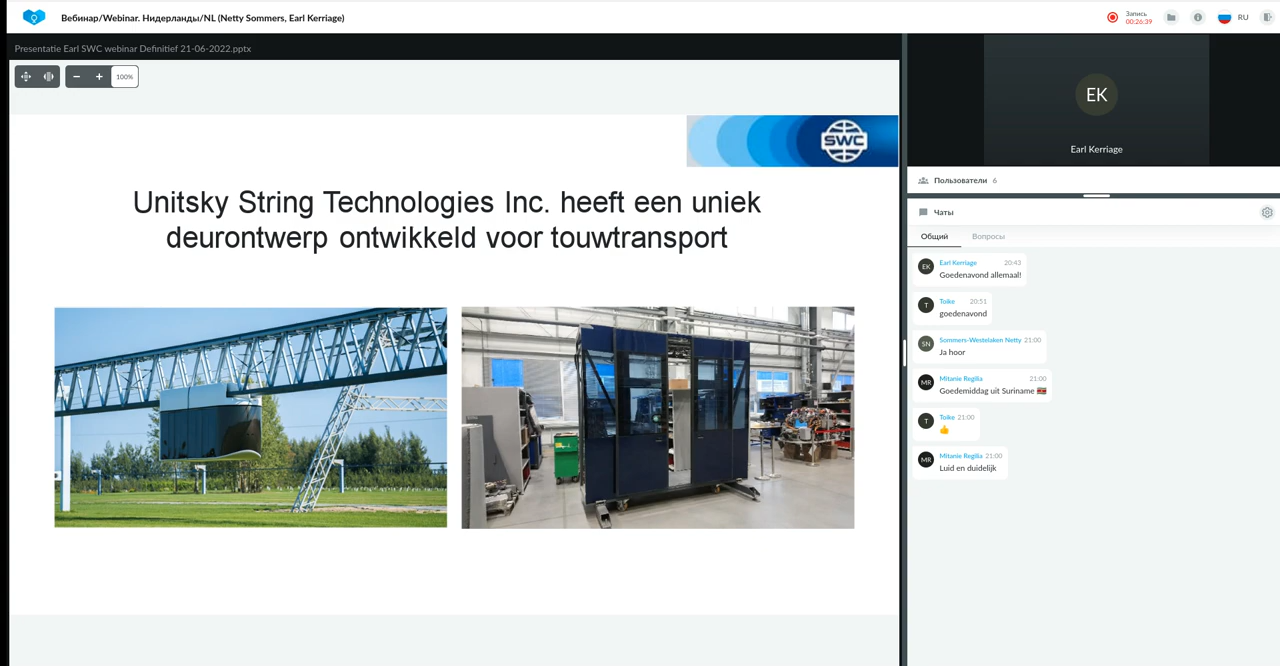 Вебинар/Webinar. Нидерланды/NL (Netty Sommers, Earl Kerriage)
Запись
00:26:39
RU
Presentatie Earl SWC webinar Definitief 21-06-2022.pptx
100%
SWC
Unitsky String Technologies Inc. heeft een uniek
deurontwerp ontwikkeld voor touwtransport
EK
Earl Kerriage
Пользователи 6
Чаты
Общий Вопросы
EK Earl Kerriage 20:43
Goedenavond allemaal!
T Toike 20:51
goedenavond
SN Sommers-Westelaken Netty 21:00
Ja hoor
MR Mitanie Regilia 21:00
Goedemiddag uit Suriname 🇸🇷
T Toike 21:00
👍
MR Mitanie Regilia 21:00
Luid en duidelijk